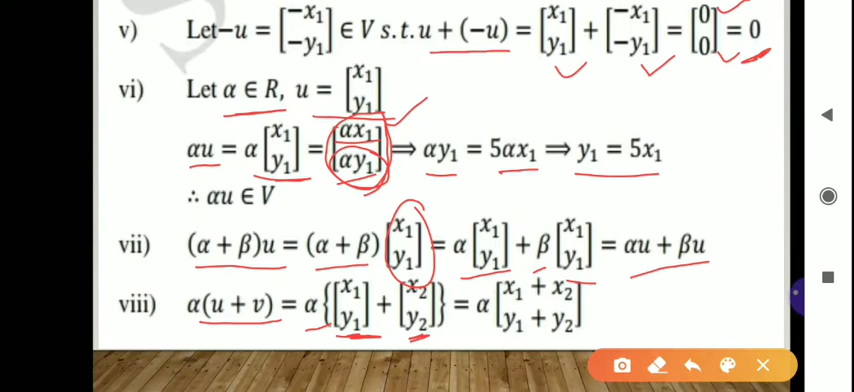 v) Let−u = [−x₁ −y₁] ∈ V s.t. u + (−u) = [x₁ y₁] + [−x₁ −y₁] = [0 0] = 0
vi) Let α ∈ R, u = [x₁ y₁]
αu = α [x₁ y₁] = [αx₁ αy₁] ⟹ αy₁ = 5αx₁ ⟹ y₁ = 5x₁
∴ αu ∈ V
vii) (α + β)u = (α + β) [x₁ y₁] = α [x₁ y₁] + β [x₁ y₁] = αu + βu
viii) α(u + v) = α {[x₁ y₁] + [x₂ y₂]} = α [x₁ + x₂ y₁ + y₂]